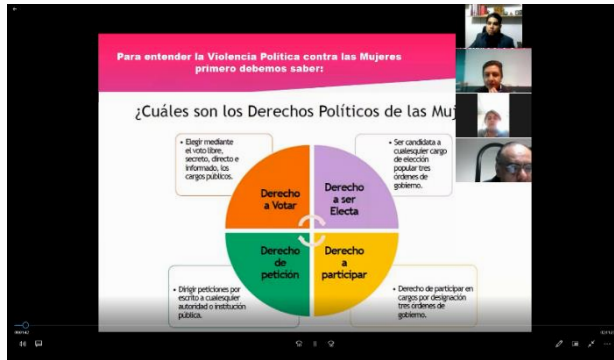 Para entender la Violencia Política contra las Mujeres
primero debemos saber:
¿Cuáles son los Derechos Políticos de las Muj
• Elegir mediante
el voto libre,
secreto, directo e
informado, los
cargos públicos.
• Ser candidata a
cualesquier cargo
de elección
popular tres
órdenes de
gobierno.
Derecho
a Votar
Derecho
a ser
Electa
Derecho
de
petición
Derecho
a
participar
• Dirigir peticiones por
escrito a cualesquier
autoridad o institución
pública.
• Derecho de participar en
cargos por designación
tres órdenes de
gobierno.